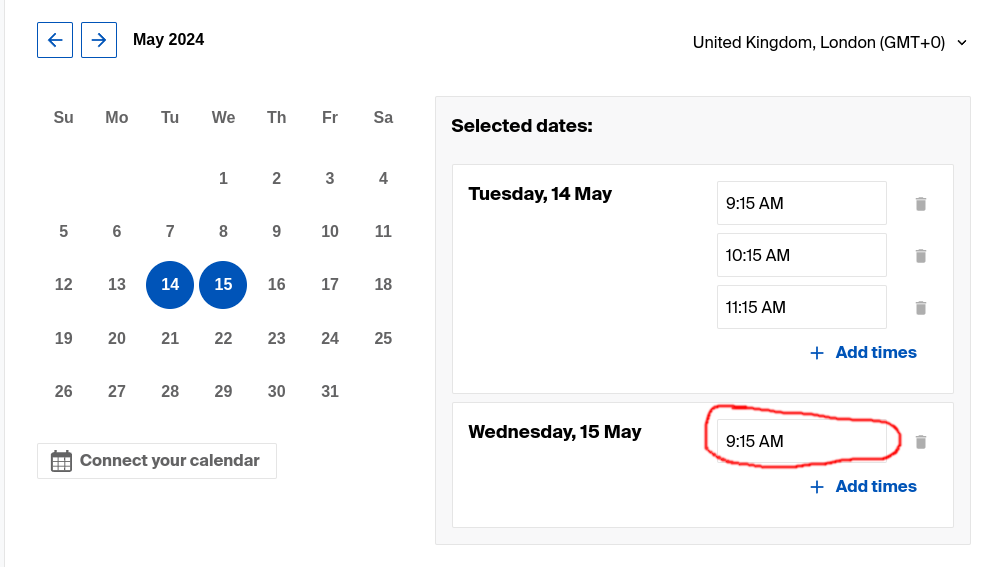 May 2024
United Kingdom, London (GMT+0)
Su Mo Tu We Th Fr Sa
1 2 3 4
5 6 7 8 9 10 11
12 13 14 15 16 17 18
19 20 21 22 23 24 25
26 27 28 29 30 31
Connect your calendar
Selected dates:
Tuesday, 14 May
9:15 AM
10:15 AM
11:15 AM
+ Add times
Wednesday, 15 May
9:15 AM
+ Add times